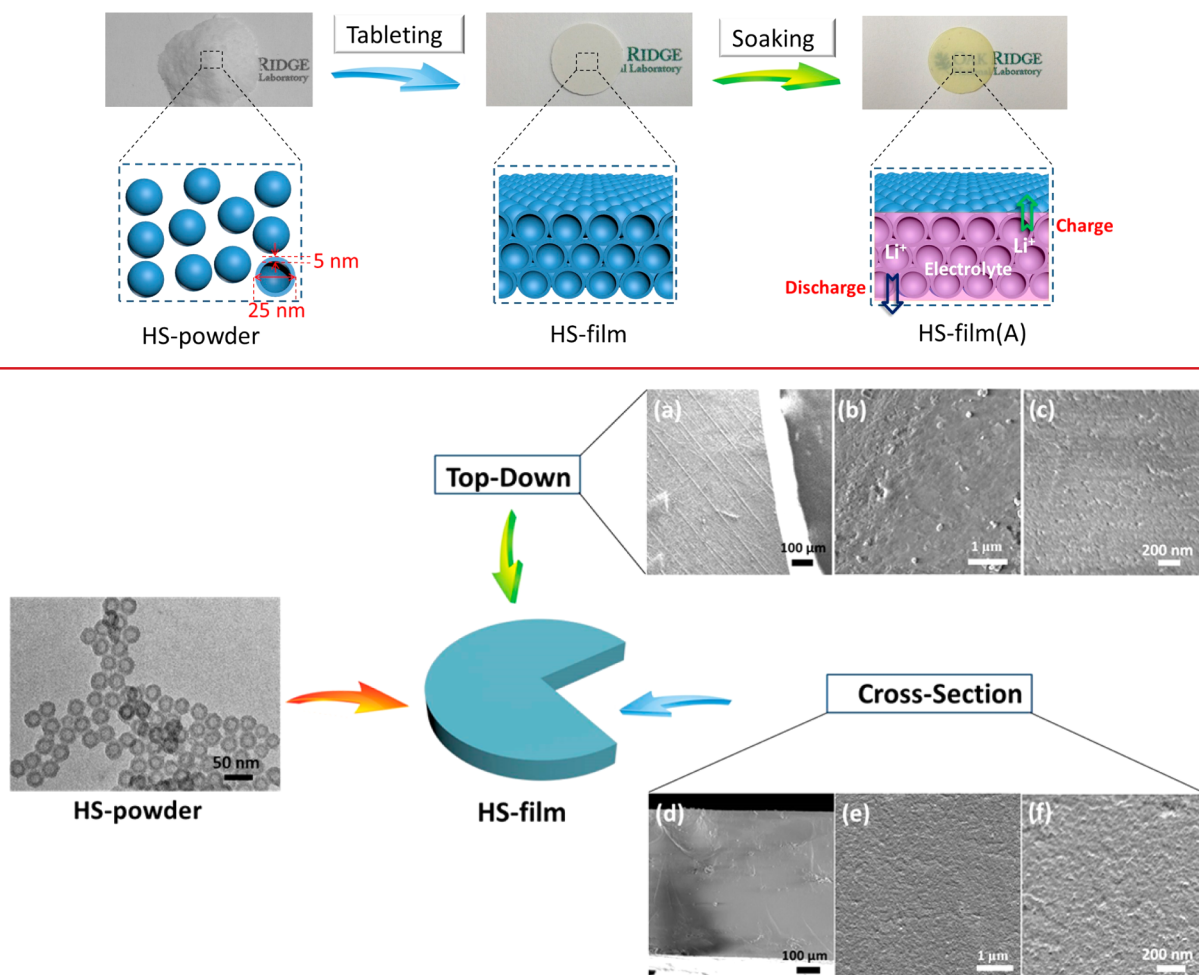 Tableting
Soaking
RIDGE
Laboratory
RIDGE
al Laboratory
RIDGE
nal Laboratory
5 nm
25 nm
Li⁺
Li⁺
Charge
Electrolyte
Discharge
HS-powder
HS-film
HS-film(A)
(a)
(b)
(c)
Top-Down
100 µm
1 µm
200 nm
50 nm
HS-powder
HS-film
Cross-Section
(d)
(e)
(f)
100 µm
1 µm
200 nm